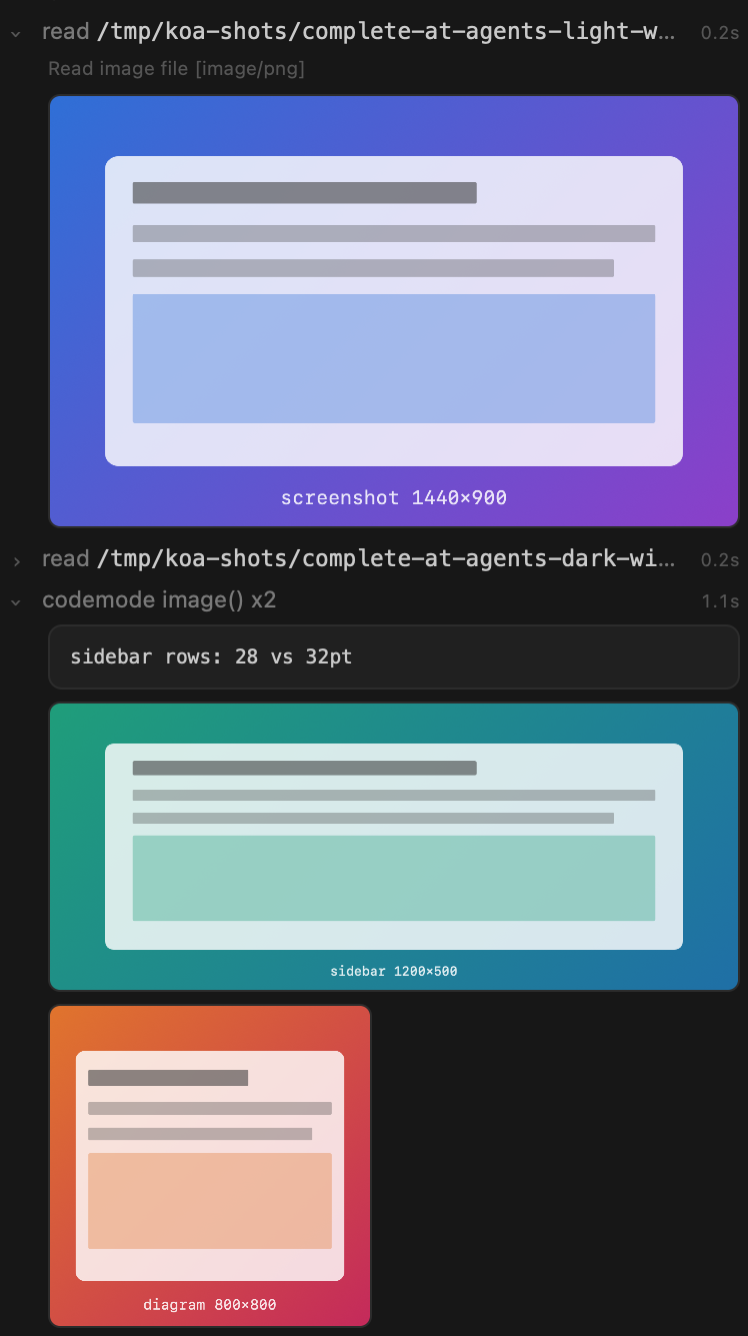 read /tmp/koa-shots/complete-at-agents-light-w… 0.2s
Read image file [image/png]
screenshot 1440×900
read /tmp/koa-shots/complete-at-agents-dark-wi… 0.2s
codemode image() x2 1.1s
sidebar rows: 28 vs 32pt
sidebar 1200×500
diagram 800×800